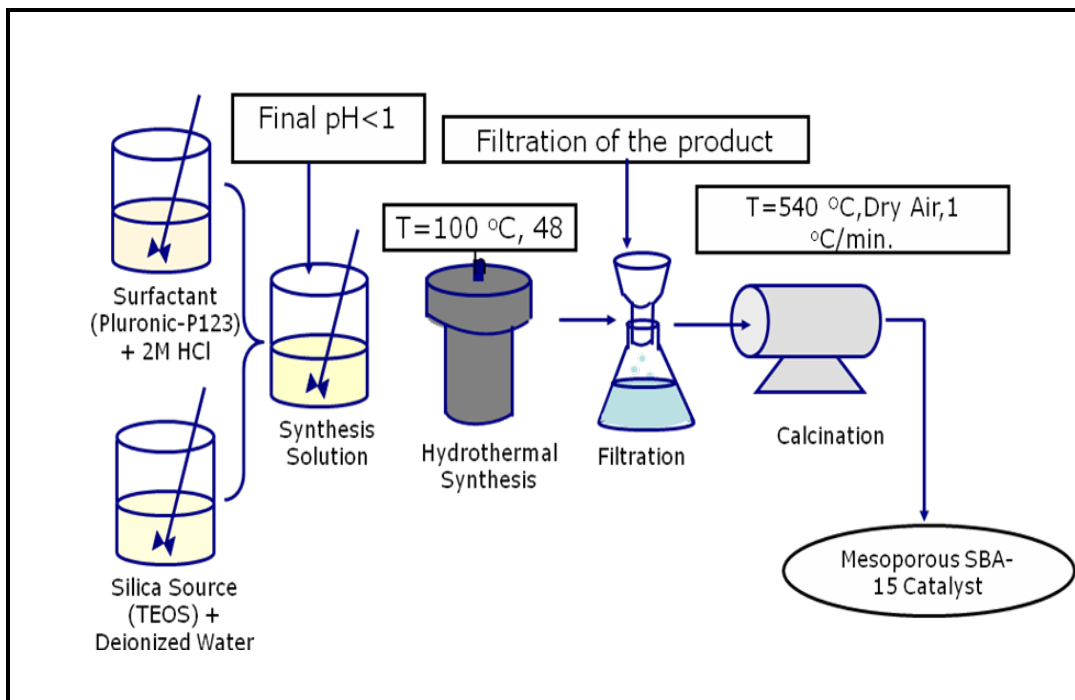 Final pH<1
Filtration of the product
T=100 °C, 48
T=540 °C,Dry Air,1
°C/min.
Surfactant
(Pluronic-P123)
+ 2M HCl
Synthesis
Solution
Hydrothermal
Synthesis
Filtration
Calcination
Silica Source
(TEOS) +
Deionized Water
Mesoporous SBA-
15 Catalyst